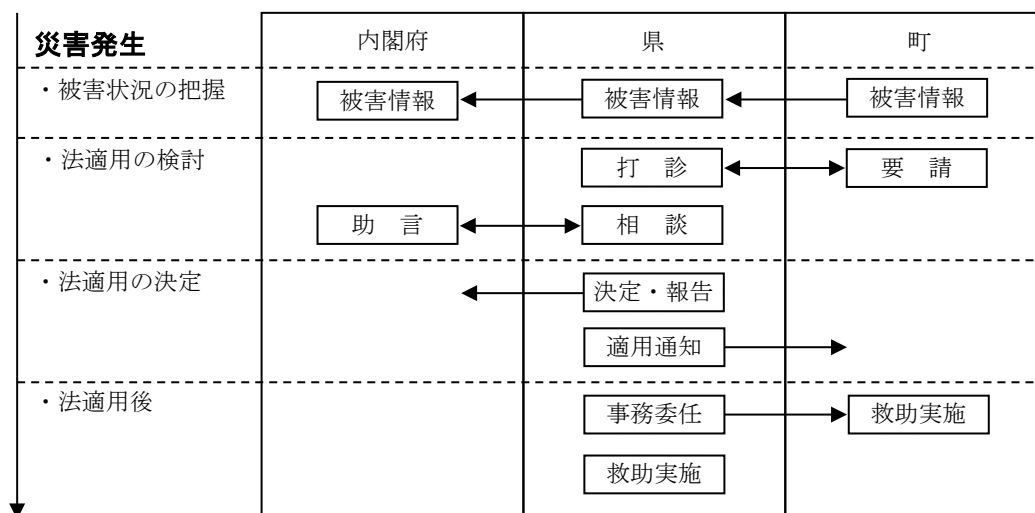 災害発生 内閣府 県 町
・被害状況の把握 被害情報 被害情報 被害情報
・法適用の検討 打 診 要 請
助 言 相 談
・法適用の決定 決定・報告
適用通知
・法適用後 事務委任 救助実施
救助実施